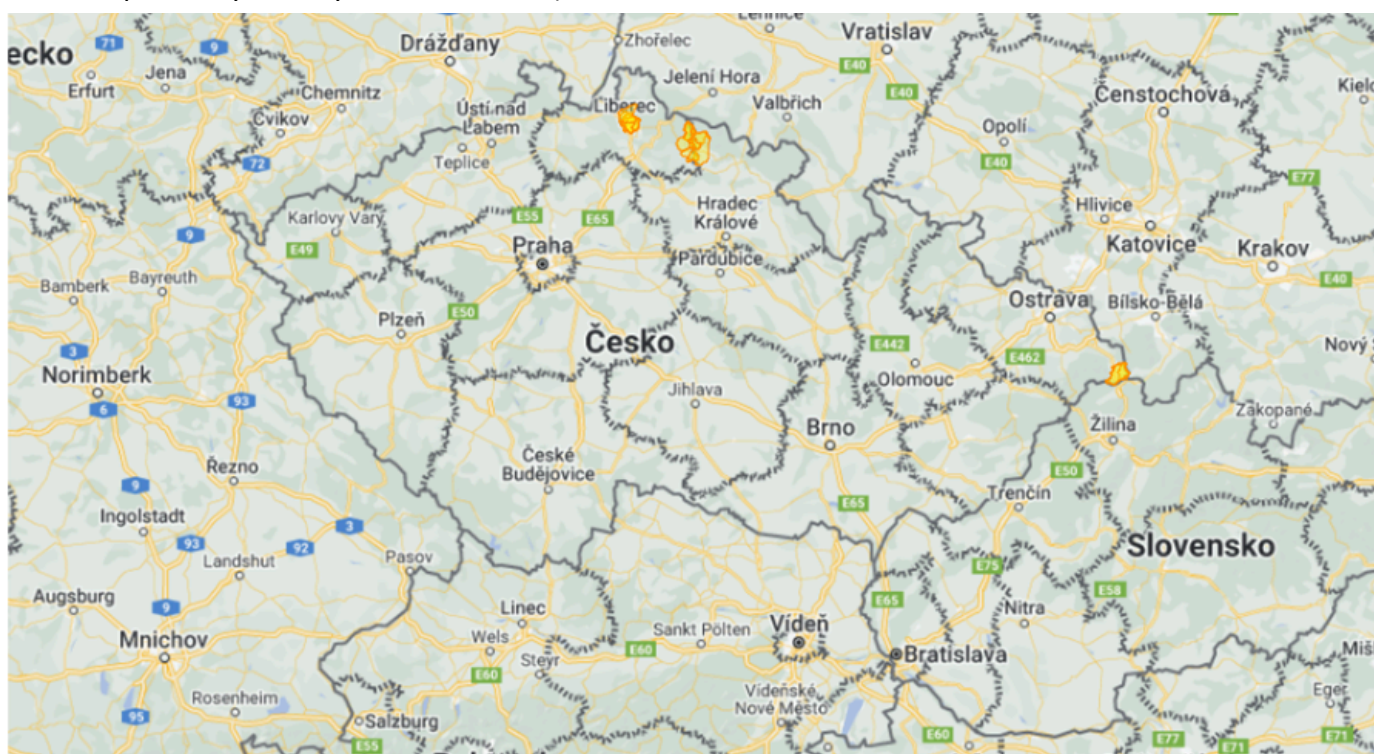 Lehnice
Zhořelec
Vratislav
71
9
ecko
Drážďany
E40
Jena
Jelení Hora
Erfurt
Chemnitz
Valbřich
E40
Čenstochová
Liberec
Ústí nad
Labem
Cvikov
Opolí
72
Teplice
E40
E77
Karlovy Vary
E55
E65
Hradec
Králové
Hlivice
9
E49
Praha
Katovice
Krakov
Pardubice
Bayreuth
E40
Bamberk
Ostrava
Bílsko-Bělá
Plzeň
E50
Česko
E442
E462
3
Olomouc
Norimberk
Jihlava
6
93
Zakopané
Brno
Žilina
České
Budějovice
Řezno
E50
9
E65
Trenčín
Ingolstadt
3
93
92
Landshut
Pasov
Slovensko
E75
E58
Augsburg
9
Linec
E65
Nitra
Mnichov
Wels
Sankt Pölten
Vídeň
E60
Steyr
Bratislava
E60
Rosenheim
Vídeňské
Nové Město
Eger
95
Salzburg
E55
E60
E77
E71
E71